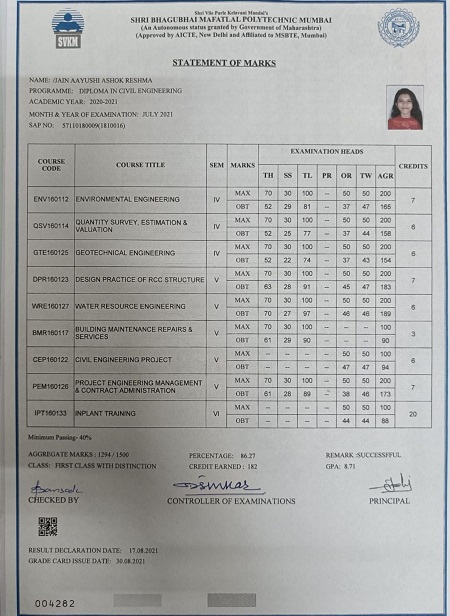 Shri Vile Parle Kelavani Mandal's
SHRI BHAGUBHAI MAFATLAL POLYTECHNIC MUMBAI
(An Autonomous status granted by Government of Maharashtra)
(Approved by AICTE, New Delhi and Affiliated to MSBTE, Mumbai)
SVKM
STATEMENT OF MARKS
NAME: /JAIN AAYUSHI ASHOK RESHMA
PROGRAMME: DIPLOMA IN CIVIL ENGINEERING
ACADEMIC YEAR: 2020-2021
MONTH & YEAR OF EXAMINATION: JULY 2021
SAP NO: 57110180009(1810016)
COURSE CODE COURSE TITLE SEM MARKS EXAMINATION HEADS CREDITS
TH SS TL PR OR TW AGR
ENV160112 ENVIRONMENTAL ENGINEERING IV MAX 70 30 100 -- 50 50 200 7
OBT 52 29 81 -- 37 47 165
QSV160114 QUANTITY SURVEY, ESTIMATION & VALUATION IV MAX 70 30 100 -- 50 50 200 6
OBT 52 25 77 -- 37 44 158
GTE160125 GEOTECHNICAL ENGINEERING IV MAX 70 30 100 -- 50 50 200 6
OBT 52 22 74 -- 37 43 154
DPR160123 DESIGN PRACTICE OF RCC STRUCTURE V MAX 70 30 100 -- 50 50 200 7
OBT 63 28 91 -- 45 47 183
WRE160127 WATER RESOURCE ENGINEERING V MAX 70 30 100 -- 50 50 200 6
OBT 70 27 97 -- 46 46 189
BMR160117 BUILDING MAINTENANCE REPAIRS & SERVICES V MAX 70 30 100 -- -- -- 100 3
OBT 61 29 90 -- -- -- 90
CEP160122 CIVIL ENGINEERING PROJECT V MAX -- -- -- -- 50 50 100 6
OBT -- -- -- -- 47 47 94
PEM160126 PROJECT ENGINEERING MANAGEMENT & CONTRACT ADMINISTRATION V MAX 70 30 100 -- 50 50 200 7
OBT 61 28 89 -- 38 46 173
IPT160133 INPLANT TRAINING VI MAX -- -- -- -- 50 50 100 20
OBT -- -- -- -- 44 44 88
Minimum Passing- 40%
AGGREGATE MARKS : 1294 / 1500 PERCENTAGE: 86.27 REMARK :SUCCESSFFUL
CLASS: FIRST CLASS WITH DISTINCTION CREDIT EARNED : 182 GPA: 8.71
CHECKED BY CONTROLLER OF EXAMINATIONS PRINCIPAL
RESULT DECLARATION DATE: 17.08.2021
GRADE CARD ISSUE DATE: 30.08.2021
004282